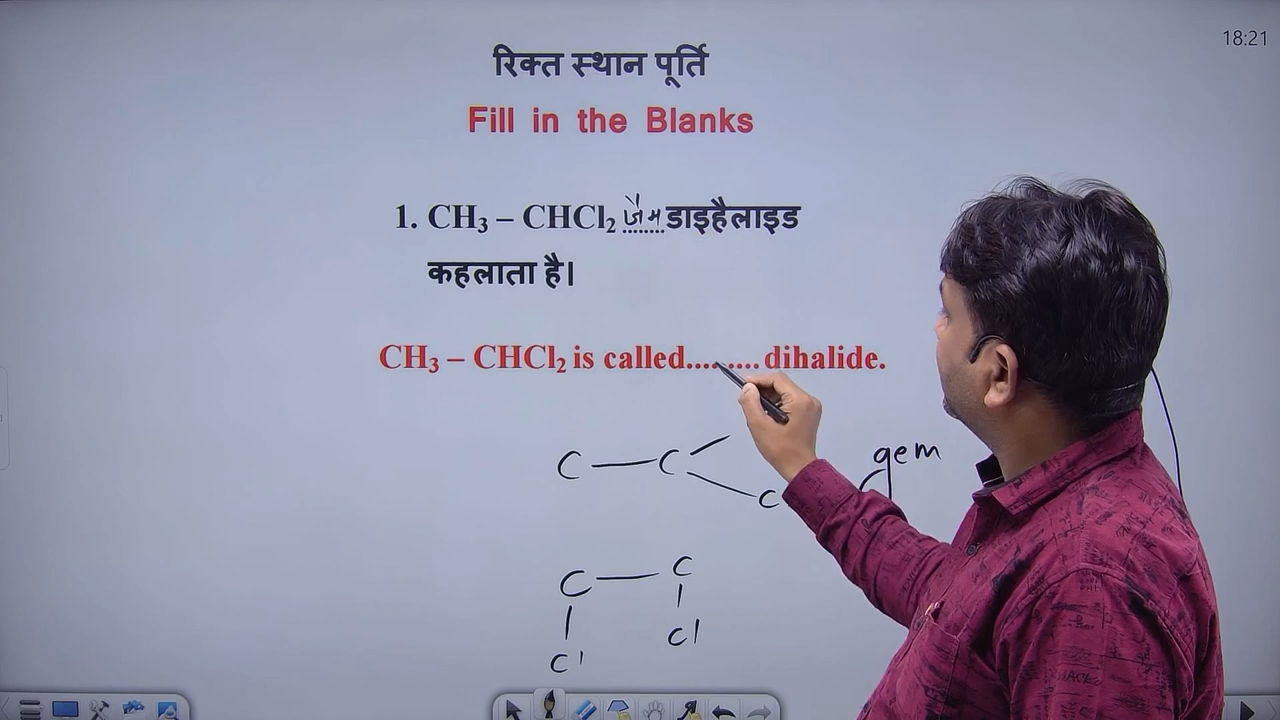 18:21
रिक्त स्थान पूर्ति
Fill in the Blanks
1. CH₃ – CHCl₂ जैम डाइहैलाइड
कहलाता है।
CH₃ – CHCl₂ is called........ dihalide.
C — C
C
gem
C — C
Cl Cl